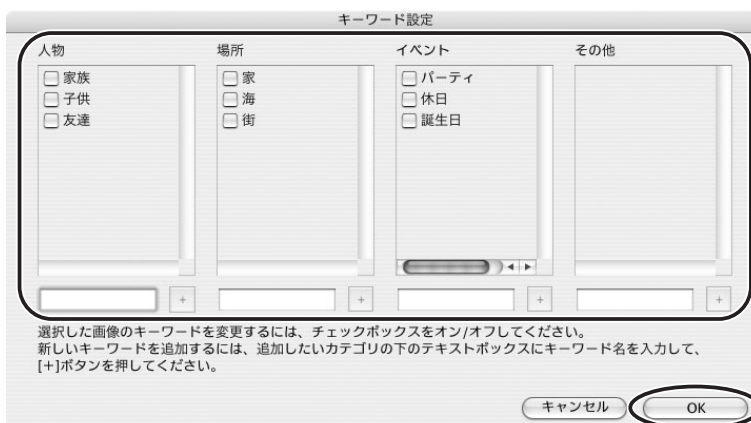 キーワード設定
人物 場所 イベント その他
家族 家 パーティ
子供 海 休日
友達 街 誕生日
+ + + +
選択した画像のキーワードを変更するには、チェックボックスをオン/オフしてください。
新しいキーワードを追加するには、追加したいカテゴリの下のテキストボックスにキーワード名を入力して、
[+]ボタンを押してください。
キャンセル OK